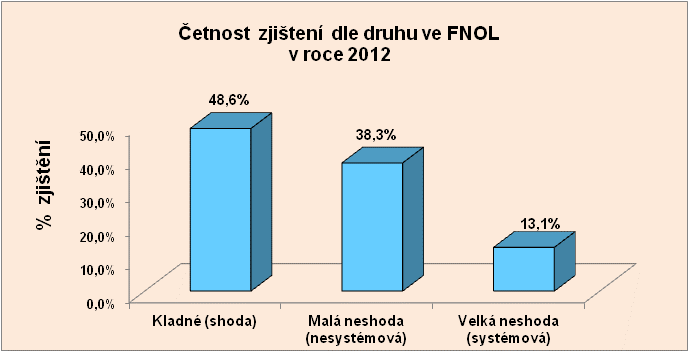 Četnost zjištění dle druhu ve FNOL
v roce 2012
48,6%
38,3%
13,1%
50,0%
40,0%
30,0%
20,0%
10,0%
0,0%
% zjištění
Kladné (shoda)
Malá neshoda
(nesystémová)
Velká neshoda
(systémová)